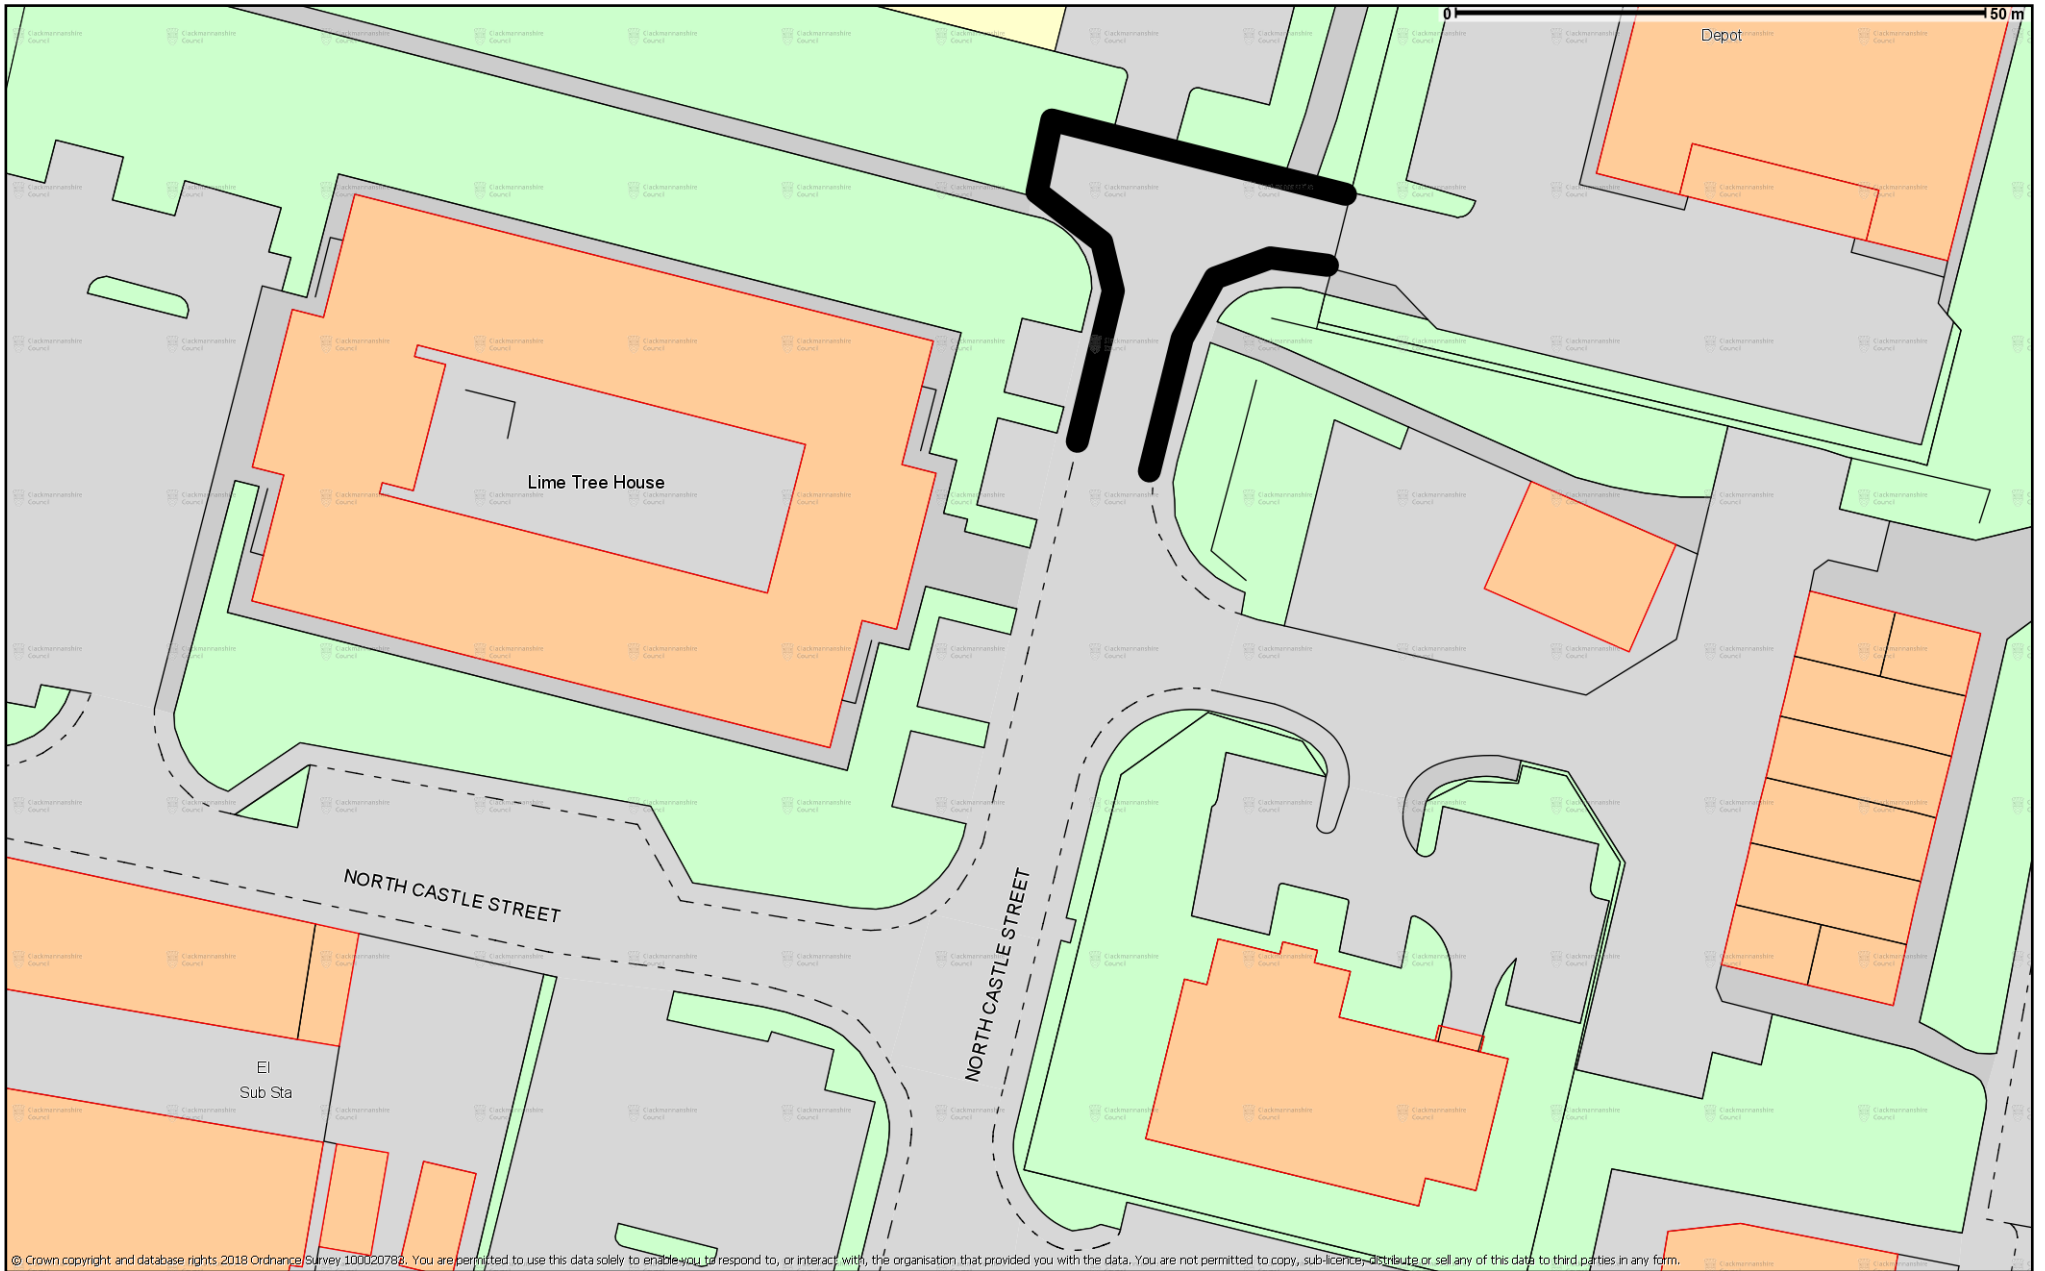 0 50 m
Depot
Lime Tree House
NORTH CASTLE STREET
NORTH CASTLE STREET
El
Sub Sta
Clackmannanshire
Council
© Crown copyright and database rights 2018 Ordnance Survey 100020783. You are permitted to use this data solely to enable you to respond to, or interact with, the organisation that provided you with the data. You are not permitted to copy, sub-licence, distribute or sell any of this data to third parties in any form.